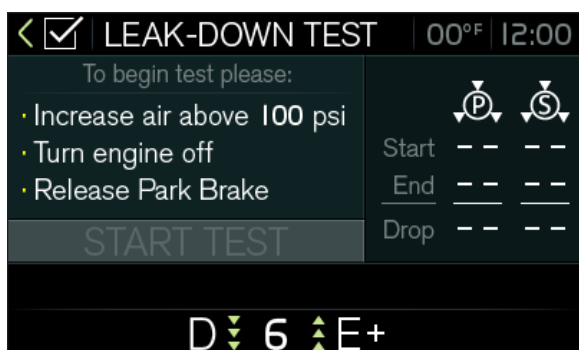 LEAK-DOWN TEST 00°F 12:00
To begin test please:
· Increase air above 100 psi
· Turn engine off
· Release Park Brake
START TEST
P S
Start -- --
End -- --
Drop -- --
D 6 E+